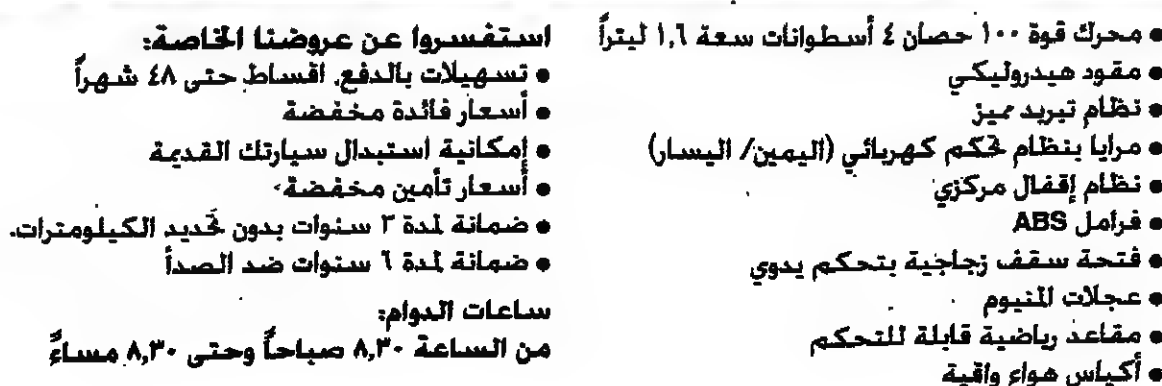 • محرك قوة ١٠٠ حصان ٤ أسطوانات سعة ١,٦ ليتراً
• مقود هيدروليكي
• نظام تبريد مميز
• مرايا بنظام تحكم كهربائي (اليمين/ اليسار)
• نظام إقفال مركزي
• فرامل ABS
• فتحة سقف زجاجية بتحكم يدوي
• عجلات المنيوم
• مقاعد رياضية قابلة للتحكم
• أكياس هواء واقية
استفسروا عن عروضنا الخاصة:
• تسهيلات بالدفع. اقساط حتى ٤٨ شهراً
• أسعار فائدة مخفضة
• إمكانية استبدال سيارتك القديمة
• أسعار تأمين مخفضة
• ضمانة لمدة ٣ سنوات بدون تحديد الكيلومترات.
• ضمانة لمدة ٦ سنوات ضد الصدأ
ساعات الدوام:
من الساعة ٨,٣٠ صباحاً وحتى ٨,٣٠ مساءً